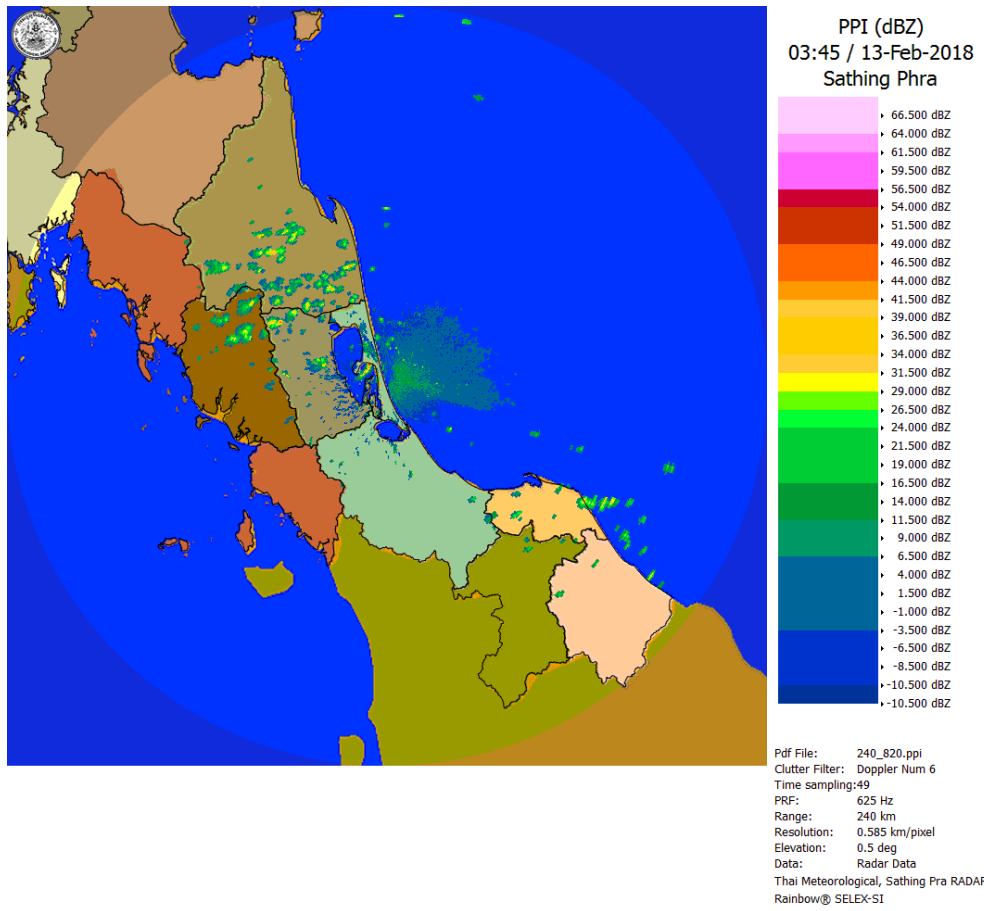 PPI (dBZ)
03:45 / 13-Feb-2018
Sathing Phra
66.500 dBZ
64.000 dBZ
61.500 dBZ
59.500 dBZ
56.500 dBZ
54.000 dBZ
51.500 dBZ
49.000 dBZ
46.500 dBZ
44.000 dBZ
41.500 dBZ
39.000 dBZ
36.500 dBZ
34.000 dBZ
31.500 dBZ
29.000 dBZ
26.500 dBZ
24.000 dBZ
21.500 dBZ
19.000 dBZ
16.500 dBZ
14.000 dBZ
11.500 dBZ
9.000 dBZ
6.500 dBZ
4.000 dBZ
1.500 dBZ
-1.000 dBZ
-3.500 dBZ
-6.500 dBZ
-8.500 dBZ
-10.500 dBZ
-10.500 dBZ
Pdf File: 240_820.ppi
Clutter Filter: Doppler Num 6
Time sampling:49
PRF: 625 Hz
Range: 240 km
Resolution: 0.585 km/pixel
Elevation: 0.5 deg
Data: Radar Data
Thai Meteorological, Sathing Pra RADAR
Rainbow® SELEX-SI